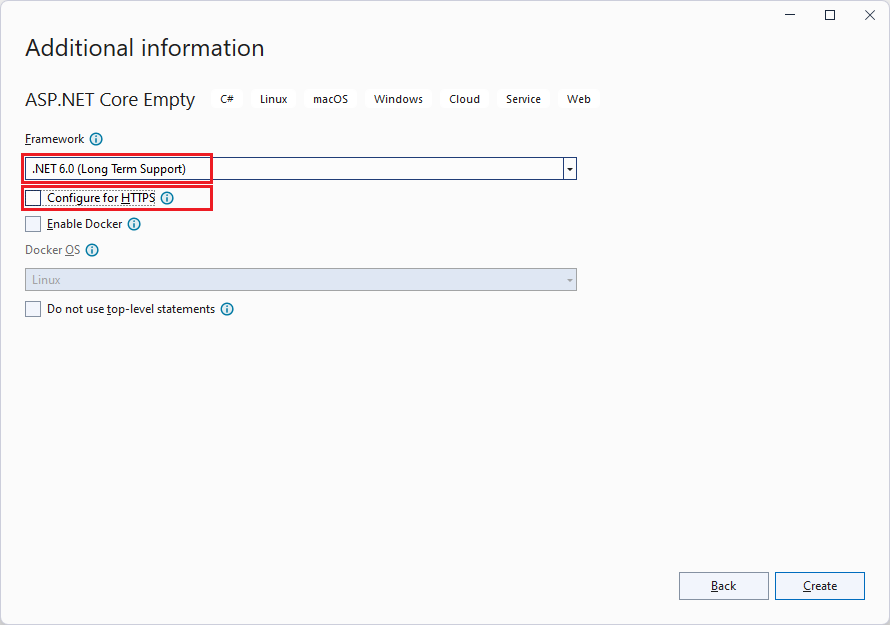 Additional information
ASP.NET Core Empty C# Linux macOS Windows Cloud Service Web
Framework
.NET 6.0 (Long Term Support)
Configure for HTTPS
Enable Docker
Docker OS
Linux
Do not use top-level statements
Back Create